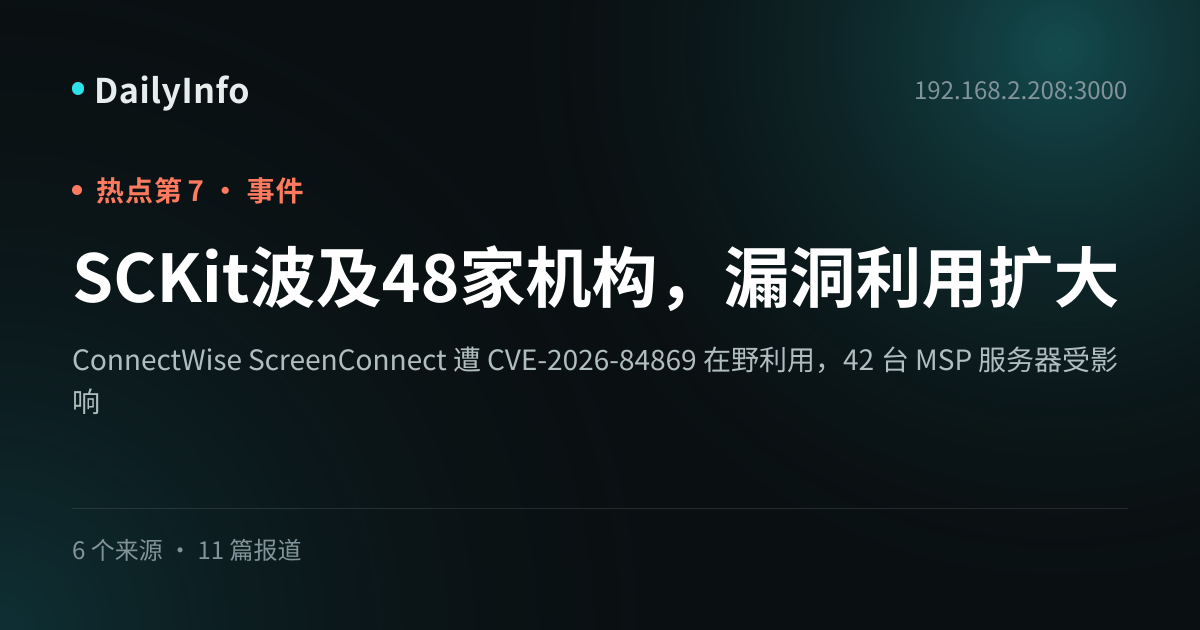 DailyInfo
192.168.2.208:3000
热点第 7 · 事件
SCKit波及48家机构，漏洞利用扩大
ConnectWise ScreenConnect 遭 CVE-2026-84869 在野利用，42 台 MSP 服务器受影
响
6 个来源 · 11 篇报道